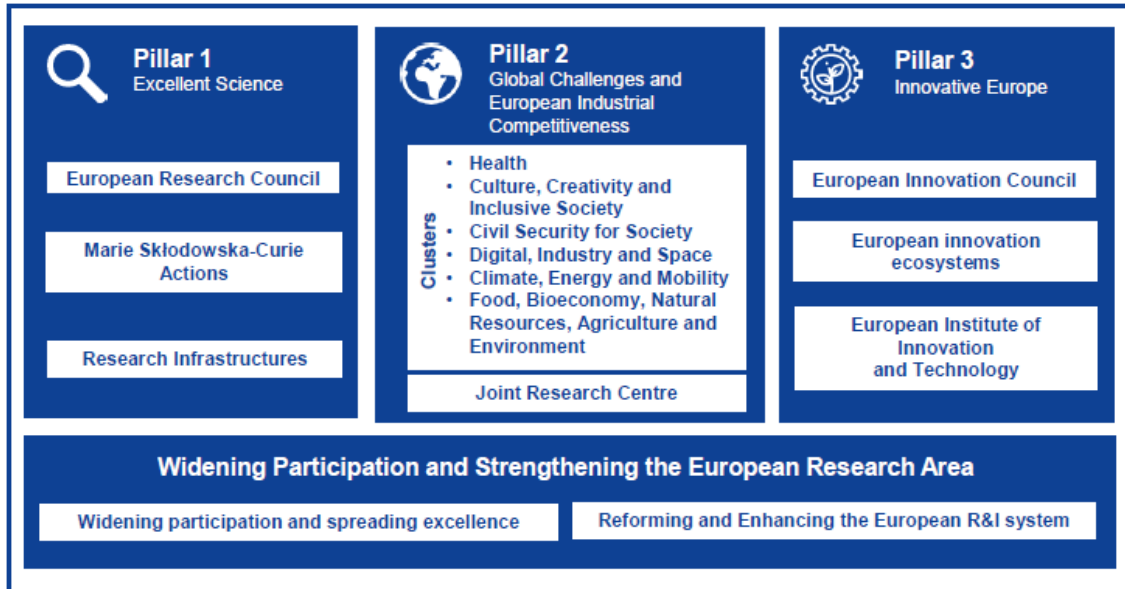 Pillar 1
Excellent Science
European Research Council
Marie Skłodowska-Curie
Actions
Research Infrastructures
Pillar 2
Global Challenges and
European Industrial
Competitiveness
Clusters
• Health
• Culture, Creativity and
Inclusive Society
• Civil Security for Society
• Digital, Industry and Space
• Climate, Energy and Mobility
• Food, Bioeconomy, Natural
Resources, Agriculture and
Environment
Joint Research Centre
Pillar 3
Innovative Europe
European Innovation Council
European innovation
ecosystems
European Institute of
Innovation
and Technology
Widening Participation and Strengthening the European Research Area
Widening participation and spreading excellence
Reforming and Enhancing the European R&I system